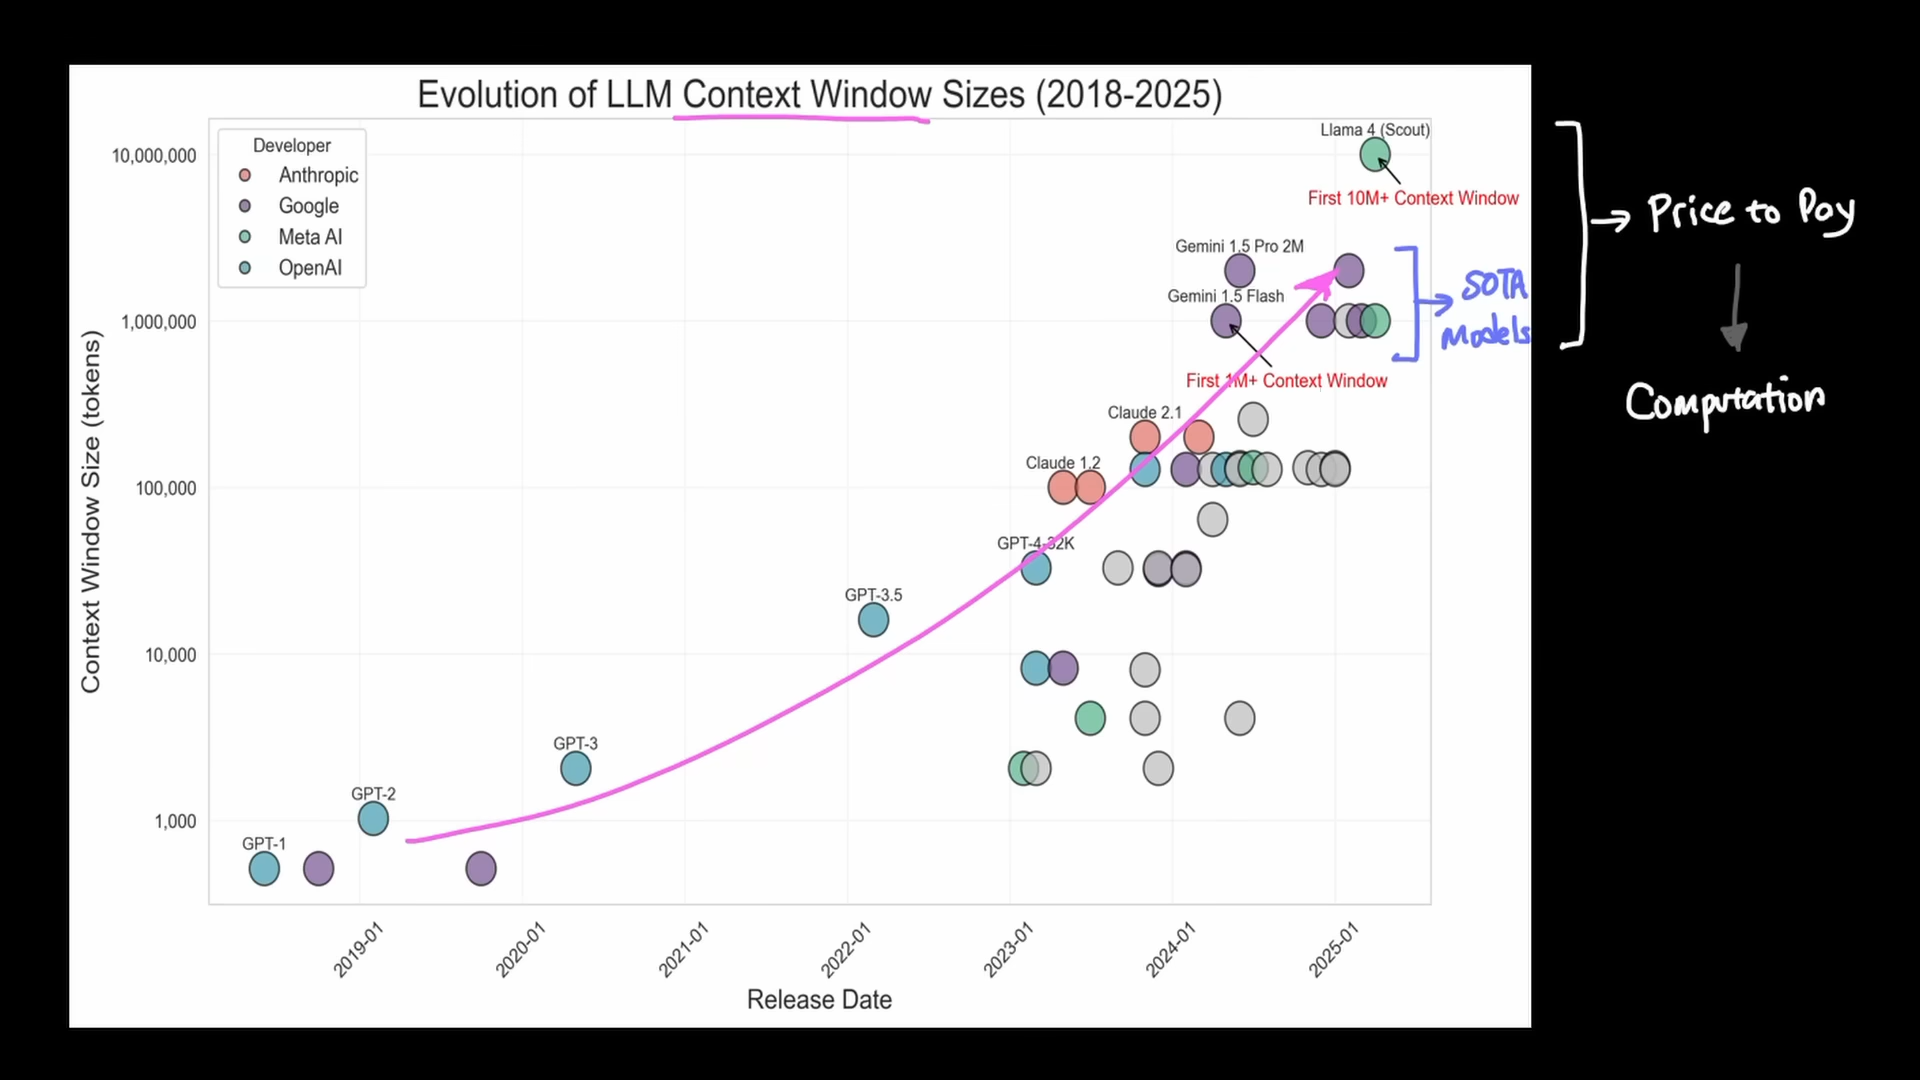 Evolution of LLM Context Window Sizes (2018-2025)
Developer
Anthropic
Google
Meta AI
OpenAI
Context Window Size (tokens)
10,000,000
1,000,000
100,000
10,000
1,000
Llama 4 (Scout)
First 10M+ Context Window
Gemini 1.5 Pro 2M
Gemini 1.5 Flash
First 1M+ Context Window
Claude 2.1
Claude 1.2
GPT-4-32K
GPT-3.5
GPT-3
GPT-2
GPT-1
2019-01
2020-01
2021-01
2022-01
2023-01
2024-01
2025-01
Release Date
SOTA
Models
Price to Pay
Computation